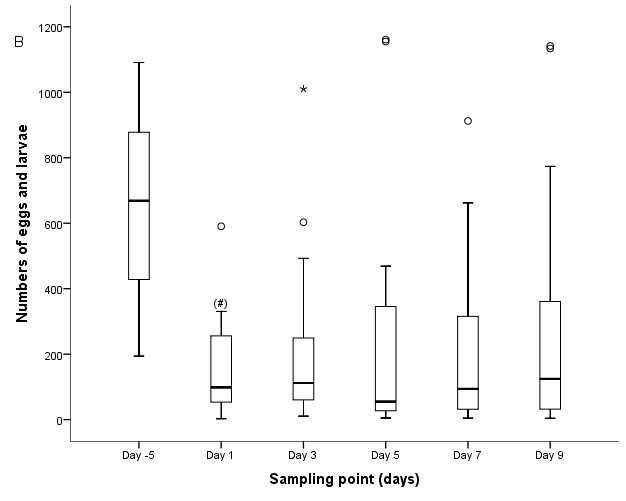 B
Numbers of eggs and larvae
1200
1000
800
600
400
200
0
*
(#)
Day -5 Day 1 Day 3 Day 5 Day 7 Day 9
Sampling point (days)